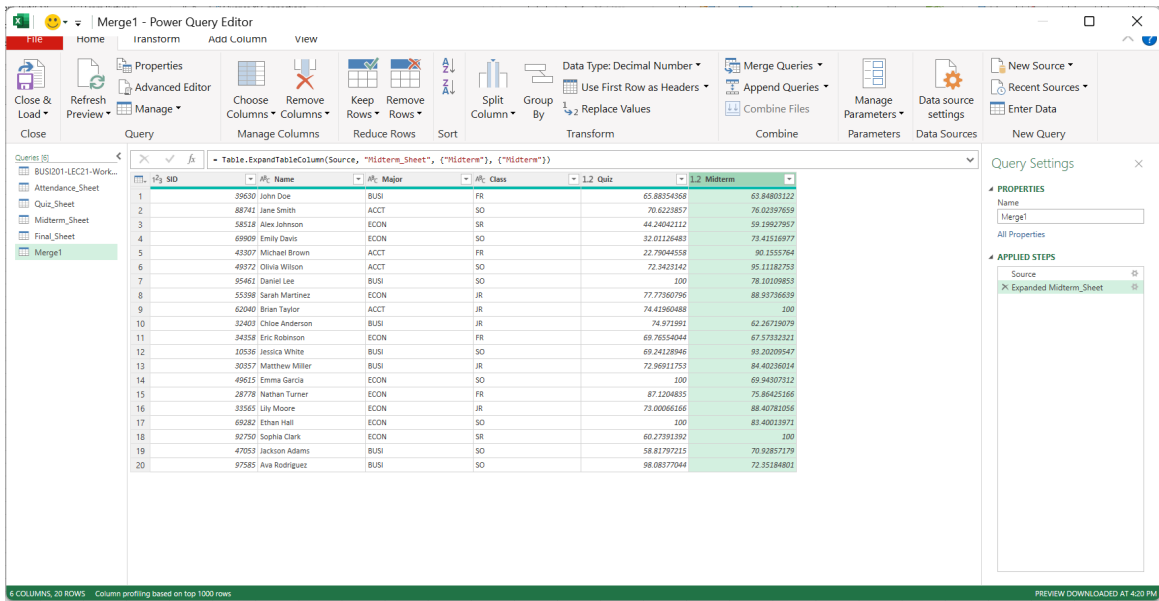 Merge1 - Power Query Editor
File Home Transform Add Column View
Close & Load
Refresh Preview
Properties
Advanced Editor
Manage
Choose Columns
Remove Columns
Keep Rows
Remove Rows
Split Column
Group By
Data Type: Decimal Number
Use First Row as Headers
Replace Values
Merge Queries
Append Queries
Combine Files
Manage Parameters
Data source settings
New Source
Recent Sources
Enter Data
Close Query Manage Columns Reduce Rows Sort Transform Combine Parameters Data Sources New Query
Queries [6]
BUSI201-LEC21-Work...
Attendance_Sheet
Quiz_Sheet
Midterm_Sheet
Final_Sheet
Merge1
fx = Table.ExpandTableColumn(Source, "Midterm_Sheet", {"Midterm"}, {"Midterm"})
SID Name Major Class 1.2 Quiz 1.2 Midterm
1 39630 John Doe BUSI FR 65.88354368 63.84803122
2 88741 Jane Smith ACCT SO 70.6223857 76.02397659
3 58518 Alex Johnson ECON SR 44.24042112 59.19927957
4 69909 Emily Davis ECON SO 32.01126483 73.41516977
5 43307 Michael Brown ACCT FR 22.79044558 90.1555764
6 49372 Olivia Wilson ACCT SO 72.3423142 95.11182753
7 95461 Daniel Lee BUSI SO 100 78.10109853
8 55398 Sarah Martinez ECON JR 77.77360796 88.93736639
9 62040 Brian Taylor ACCT JR 74.41960488 100
10 32403 Chloe Anderson BUSI JR 74.971991 62.26719079
11 34358 Eric Robinson ECON FR 69.76554044 67.57332321
12 10536 Jessica White BUSI SO 69.24128946 93.20209547
13 30357 Matthew Miller BUSI JR 72.96911753 84.40236014
14 49615 Emma Garcia ECON SO 100 69.94307312
15 28778 Nathan Turner ECON FR 87.1204835 75.86425166
16 33565 Lily Moore ECON JR 73.00066166 88.40781056
17 69282 Ethan Hall ECON SO 100 83.40013971
18 92750 Sophia Clark ECON SR 60.27391392 100
19 47053 Jackson Adams BUSI SO 58.81797215 70.92857179
20 97585 Ava Rodriguez BUSI SO 98.08377044 72.35184801
Query Settings
PROPERTIES
Name
Merge1
All Properties
APPLIED STEPS
Source
Expanded Midterm_Sheet
6 COLUMNS, 20 ROWS Column profiling based on top 1000 rows
PREVIEW DOWNLOADED AT 4:20 PM